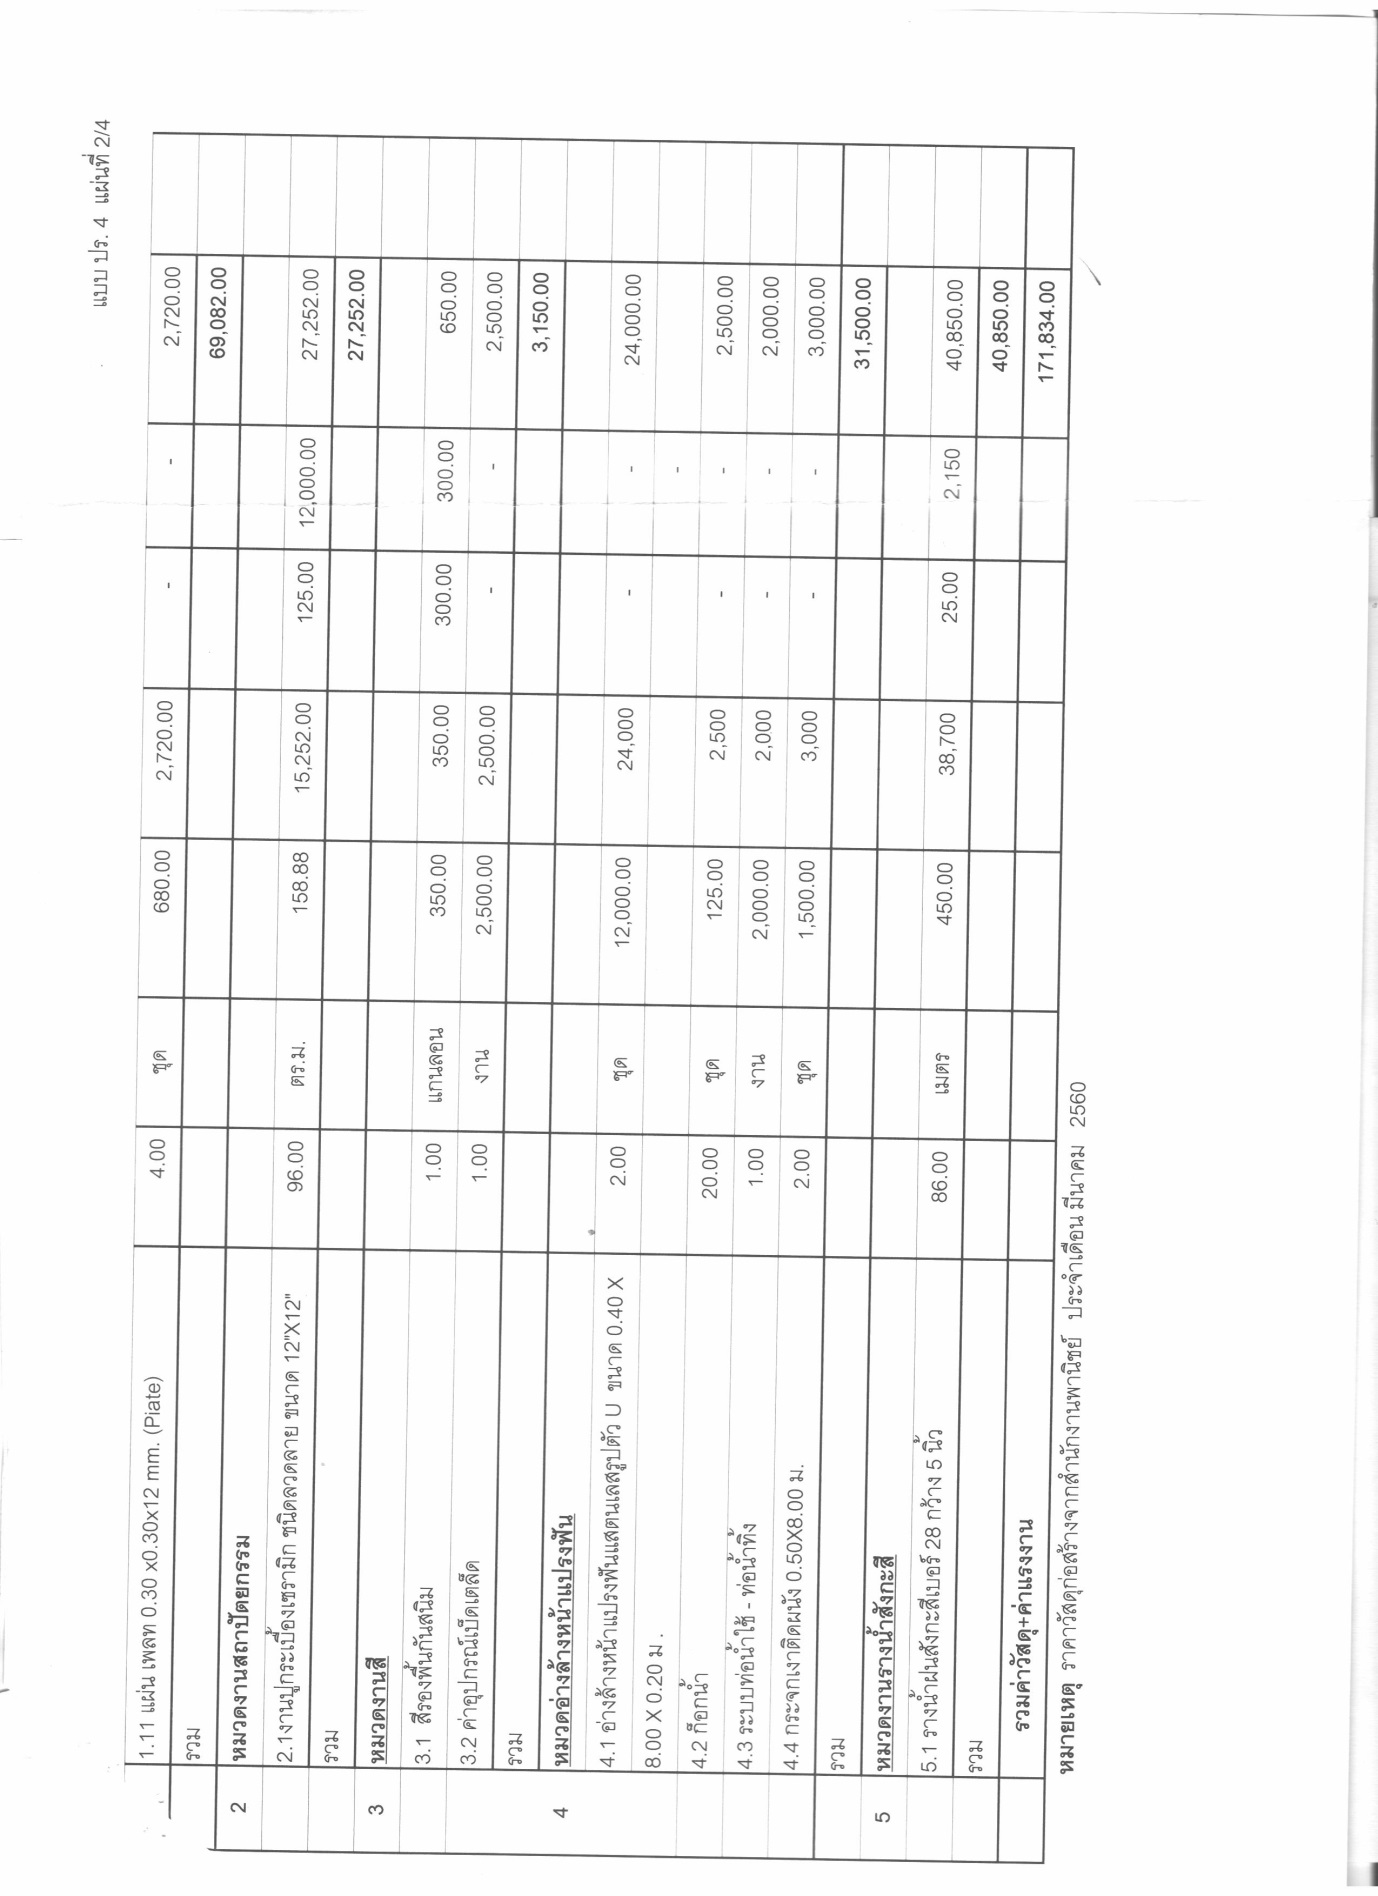 แบบ ปร. 4 แผ่นที่ 2/4
1.11 แผ่น เพลท 0.30 x0.30x12 mm. (Piate) 4.00 ชุด 680.00 2,720.00 - - 2,720.00
รวม 69,082.00
2 หมวดงานสถาปัตยกรรม
2.1งานปูกระเบื้องเซรามิก ชนิดลวดลาย ขนาด 12"X12" 96.00 ตร.ม. 158.88 15,252.00 125.00 12,000.00 27,252.00
รวม 27,252.00
3 หมวดงานสี
3.1 สีรองพื้นกันสนิม 1.00 แกนลอน 350.00 350.00 300.00 300.00 650.00
3.2 ค่าอุปกรณ์เบ็ดเตล็ด 1.00 งาน 2,500.00 2,500.00 - - 2,500.00
รวม 3,150.00
4 หมวดอ่างล้างหน้าแปรงฟัน
4.1 อ่างล้างหน้าแปรงฟันแสตนเลสรูปตัว U ขนาด 0.40 X 2.00 ชุด 12,000.00 24,000 - - 24,000.00
8.00 X 0.20 ม . -
4.2 ก็อกน้ำ 20.00 ชุด 125.00 2,500 - - 2,500.00
4.3 ระบบท่อน้ำใช้ - ท่อน้ำทิ้ง 1.00 งาน 2,000.00 2,000 - - 2,000.00
4.4 กระจกเงาติดผนัง 0.50X8.00 ม. 2.00 ชุด 1,500.00 3,000 - - 3,000.00
รวม 31,500.00
5 หมวดงานรางน้ำสังกะสี
5.1 รางน้ำฝนสังกะสีเบอร์ 28 กว้าง 5 นิ้ว 86.00 เมตร 450.00 38,700 25.00 2,150 40,850.00
รวม 40,850.00
รวมค่าวัสดุ+ค่าแรงงาน 171,834.00
หมายเหตุ ราคาวัสดุก่อสร้างจากสำนักงานพานิชย์ ประจำเดือน มีนาคม 2560